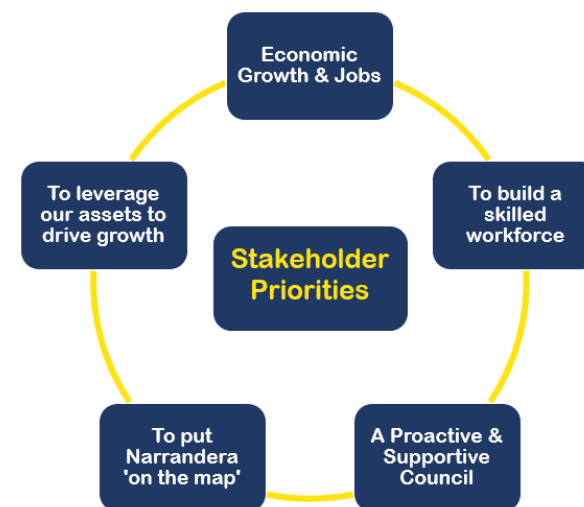 Economic
Growth & Jobs
To leverage
our assets to
drive growth
To build a
skilled
workforce
Stakeholder
Priorities
To put
Narrandera
'on the map'
A Proactive &
Supportive
Council